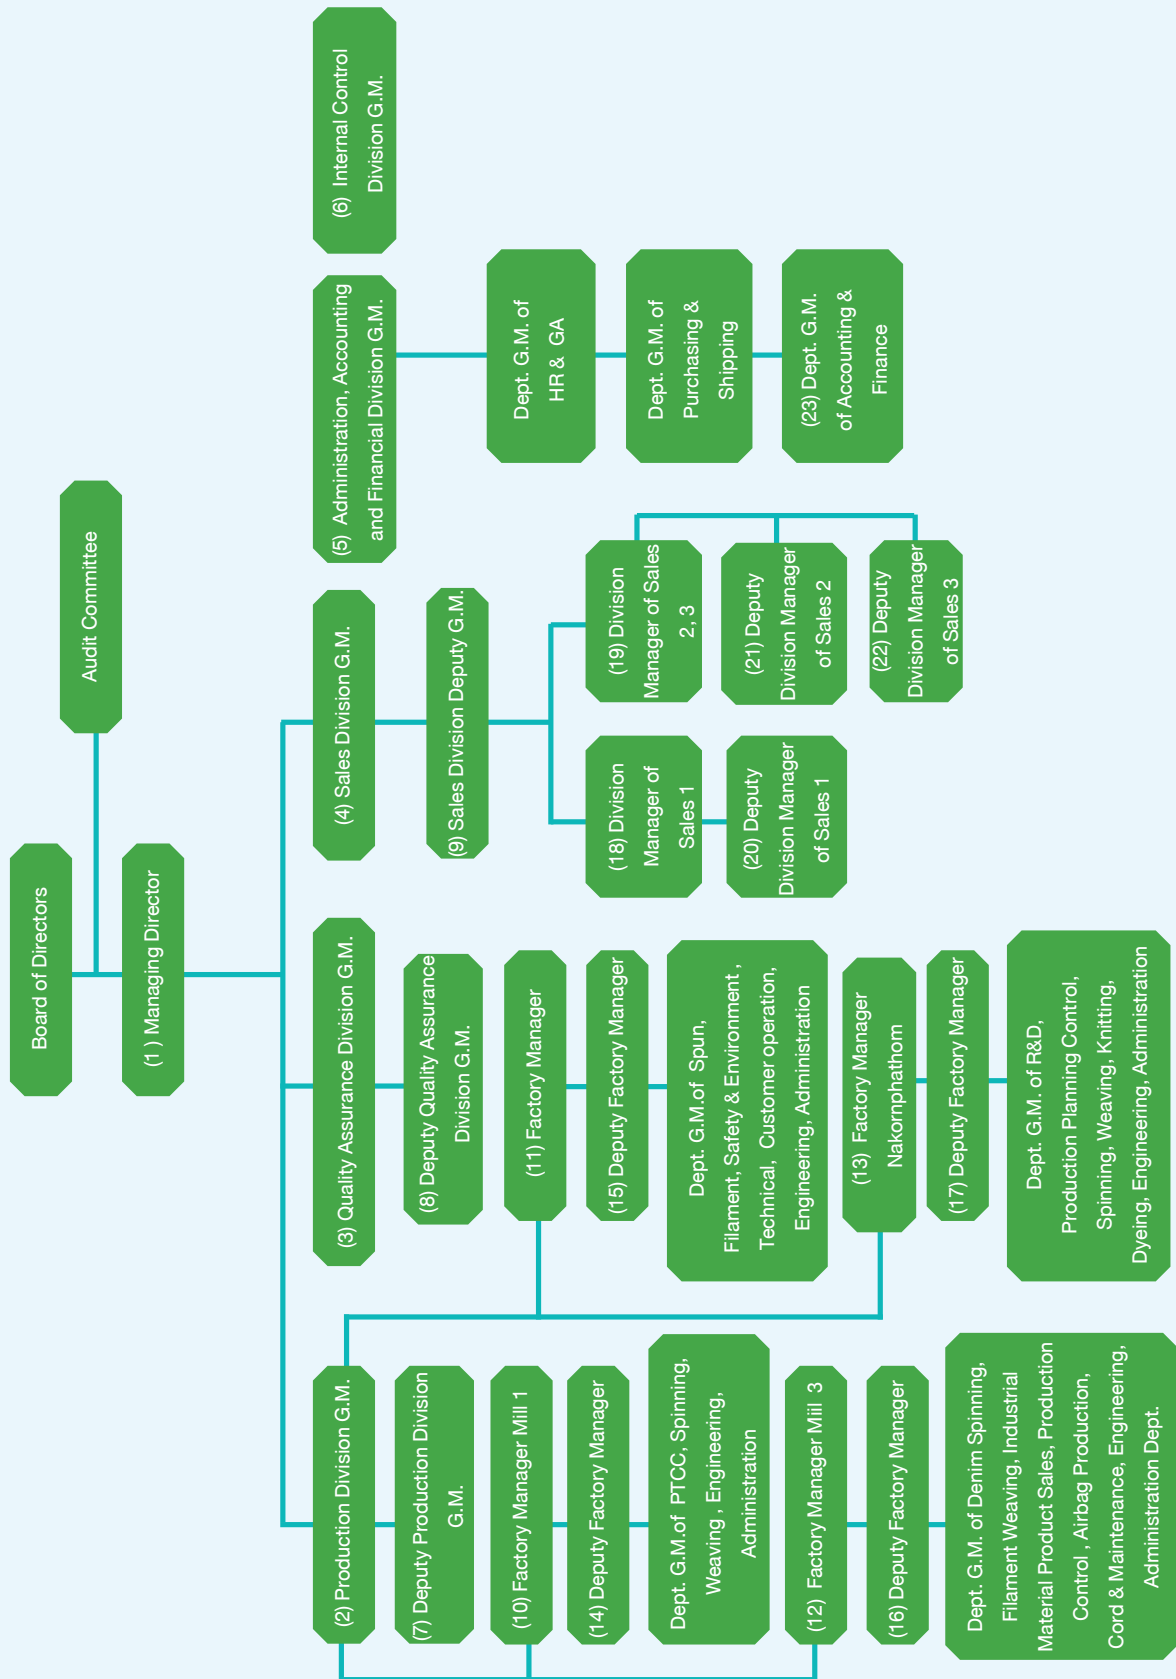 Board of Directors
Audit Committee
(1 ) Managing Director
(2) Production Division G.M.
(3) Quality Assurance Division G.M.
(4) Sales Division G.M.
(5)  Administration, Accounting
and Financial Division G.M.
(6)  Internal Control
Division G.M.
(7) Deputy Production Division
G.M.
(8) Deputy Quality Assurance
Division G.M.
(9) Sales Division Deputy G.M.
(10) Factory Manager Mill 1
(14) Deputy Factory Manager
Dept. G.M.of  PTCC, Spinning,
Weaving , Engineering,
Administration
(12)  Factory Manager Mill  3
(16) Deputy Factory Manager
Dept. G.M. of Denim Spinning,
Filament Weaving, Industrial
Material Product Sales, Production
Control , Airbag Production,
Cord & Maintenance, Engineering,
Administration Dept.
(11) Factory Manager
(15) Deputy Factory Manager
Dept. G.M.of  Spun,
Filament, Safety & Environment ,
Technical,  Customer operation,
Engineering, Administration
(13)  Factory Manager
Nakornphathom
(17) Deputy Factory Manager
Dept. G.M. of R&D,
Production Planning Control,
Spinning, Weaving, Knitting,
Dyeing, Engineering, Administration
(18) Division
Manager of
Sales 1
(20) Deputy
Division Manager
of Sales 1
(19) Division
Manager of Sales
2, 3
(21) Deputy
Division Manager
of Sales 2
(22) Deputy
Division Manager
of Sales 3
Dept. G.M. of
HR &  GA
Dept. G.M. of
Purchasing &
Shipping
(23) Dept. G.M.
of Accounting &
Finance